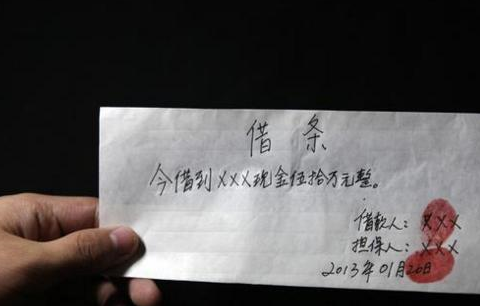 借条
今借到XXX现金伍拾万元整。
借款人：XXX
担保人：XXX
2013年01月20日